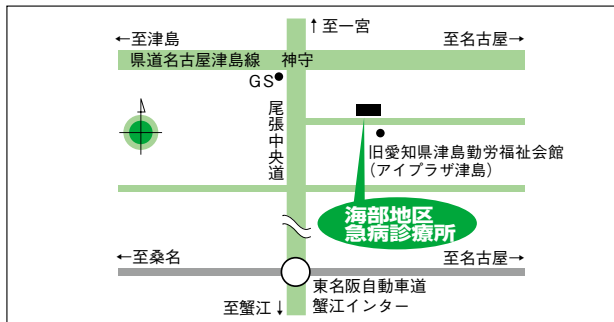 ↑至一宮
←至津島
至名古屋→
県道名古屋津島線 神守
GS
尾張中央道
旧愛知県津島勤労福祉会館
(アイプラザ津島)
海部地区
急病診療所
←至桑名
至名古屋→
東名阪自動車道
蟹江インター
至蟹江↓